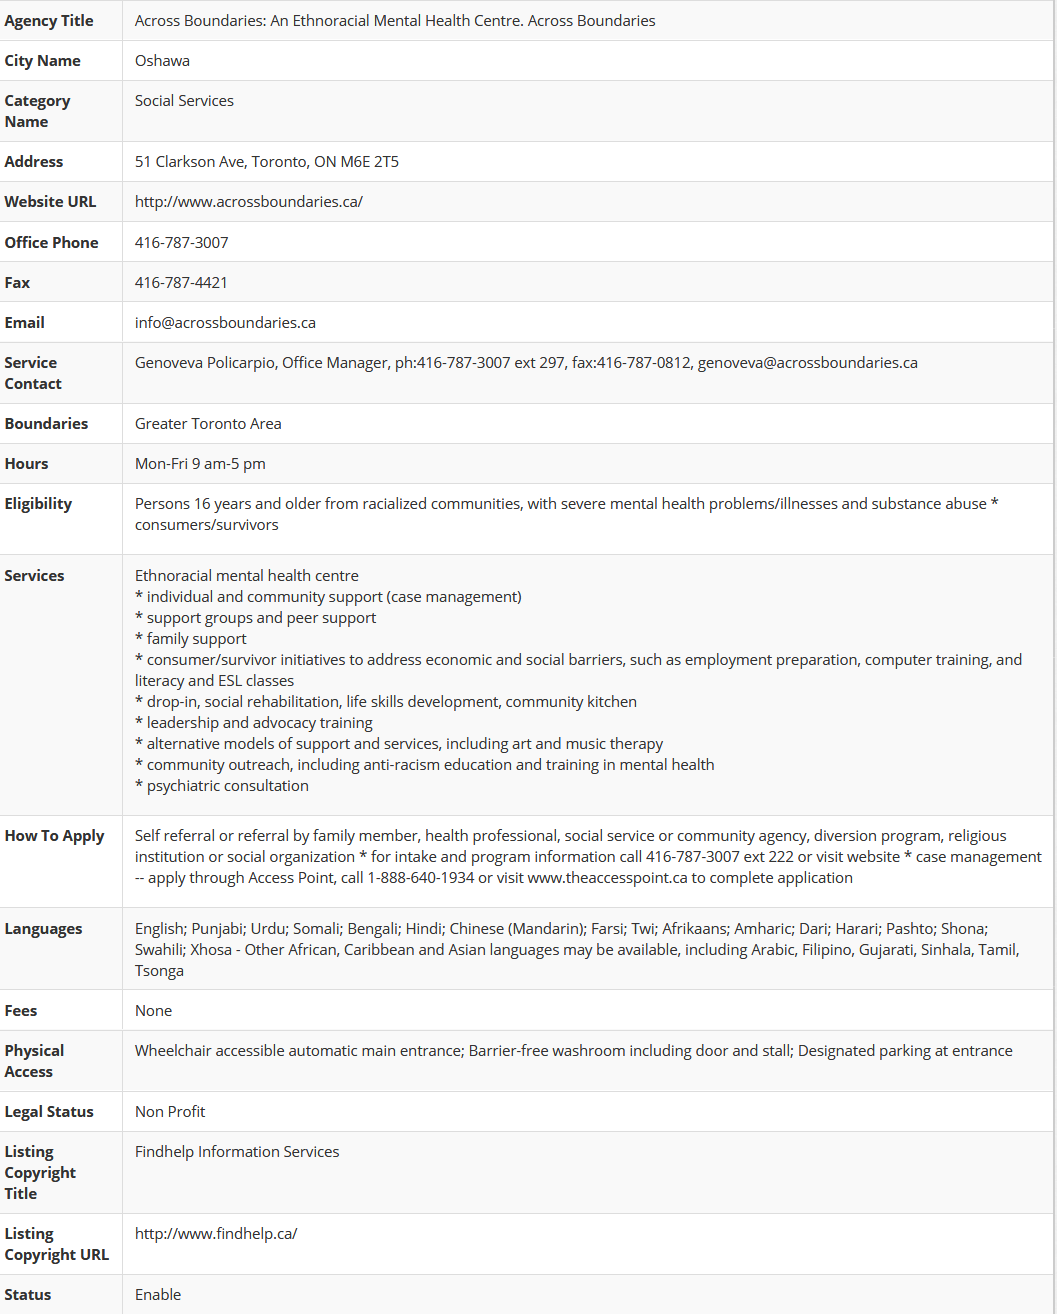 Agency Title Across Boundaries: An Ethnoracial Mental Health Centre. Across Boundaries
City Name Oshawa
Category Name Social Services
Address 51 Clarkson Ave, Toronto, ON M6E 2T5
Website URL http://www.acrossboundaries.ca/
Office Phone 416-787-3007
Fax 416-787-4421
Email info@acrossboundaries.ca
Service Contact Genoveva Policarpio, Office Manager, ph:416-787-3007 ext 297, fax:416-787-0812, genoveva@acrossboundaries.ca
Boundaries Greater Toronto Area
Hours Mon-Fri 9 am-5 pm
Eligibility Persons 16 years and older from racialized communities, with severe mental health problems/illnesses and substance abuse *
consumers/survivors
Services Ethnoracial mental health centre
* individual and community support (case management)
* support groups and peer support
* family support
* consumer/survivor initiatives to address economic and social barriers, such as employment preparation, computer training, and
literacy and ESL classes
* drop-in, social rehabilitation, life skills development, community kitchen
* leadership and advocacy training
* alternative models of support and services, including art and music therapy
* community outreach, including anti-racism education and training in mental health
* psychiatric consultation
How To Apply Self referral or referral by family member, health professional, social service or community agency, diversion program, religious
institution or social organization * for intake and program information call 416-787-3007 ext 222 or visit website * case management
-- apply through Access Point, call 1-888-640-1934 or visit www.theaccesspoint.ca to complete application
Languages English; Punjabi; Urdu; Somali; Bengali; Hindi; Chinese (Mandarin); Farsi; Twi; Afrikaans; Amharic; Dari; Harari; Pashto; Shona;
Swahili; Xhosa - Other African, Caribbean and Asian languages may be available, including Arabic, Filipino, Gujarati, Sinhala, Tamil,
Tsonga
Fees None
Physical Access Wheelchair accessible automatic main entrance; Barrier-free washroom including door and stall; Designated parking at entrance
Legal Status Non Profit
Listing Copyright Title Findhelp Information Services
Listing Copyright URL http://www.findhelp.ca/
Status Enable